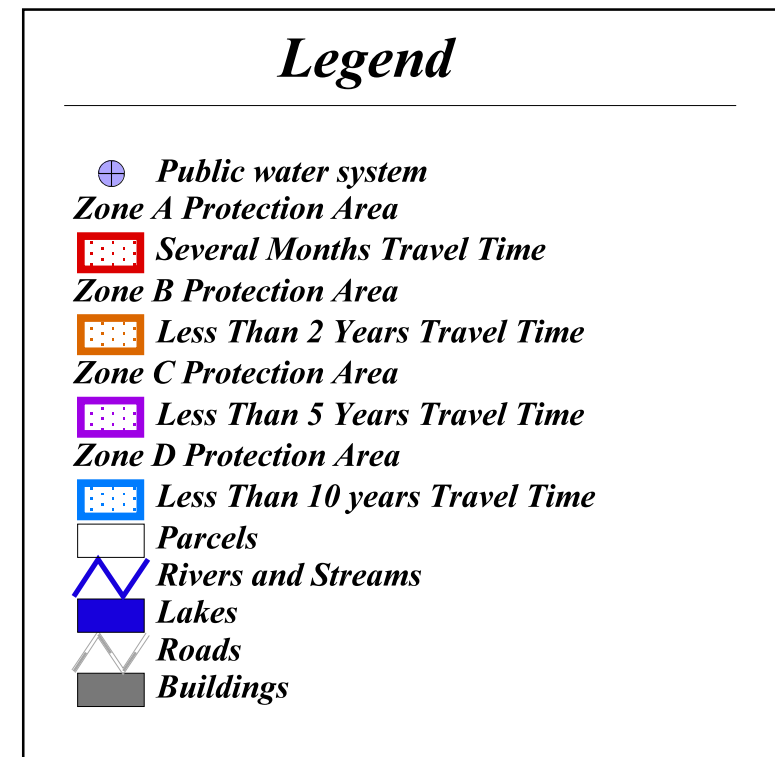 Legend
Public water system
Zone A Protection Area
Several Months Travel Time
Zone B Protection Area
Less Than 2 Years Travel Time
Zone C Protection Area
Less Than 5 Years Travel Time
Zone D Protection Area
Less Than 10 years Travel Time
Parcels
Rivers and Streams
Lakes
Roads
Buildings